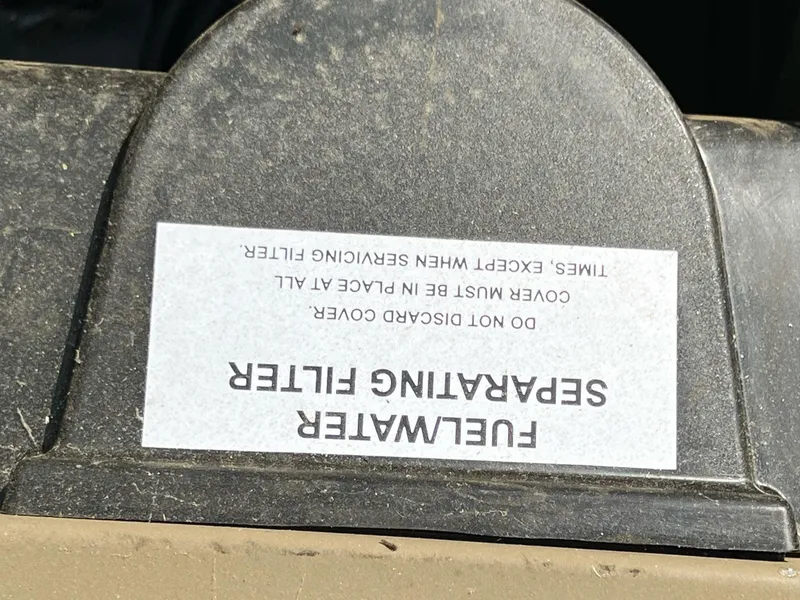 FUEL/WATER
SEPARATING FILTER
DO NOT DISCARD COVER.
COVER MUST BE IN PLACE AT ALL
TIMES, EXCEPT WHEN SERVICING FILTER.